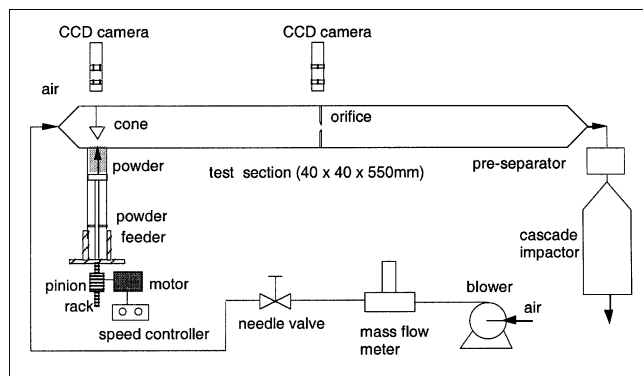 CCD camera
CCD camera
air
cone
orifice
powder
test section (40 x 40 x 550mm)
pre-separator
powder
feeder
cascade
impactor
pinion
motor
rack
speed controller
needle valve
mass flow
meter
blower
air